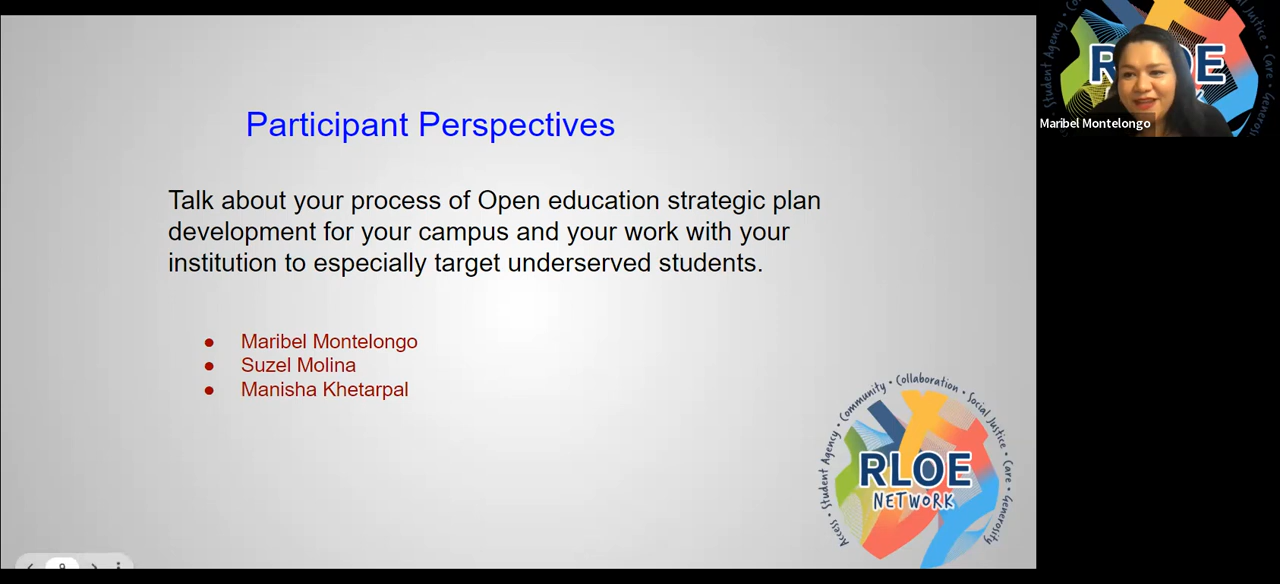 Participant Perspectives
Talk about your process of Open education strategic plan
development for your campus and your work with your
institution to especially target underserved students.
• Maribel Montelongo
• Suzel Molina
• Manisha Khetarpal
Access • Student Agency • Community • Collaboration • Social Justice • Care • Generosity
RLOE
NETWORK
Maribel Montelongo